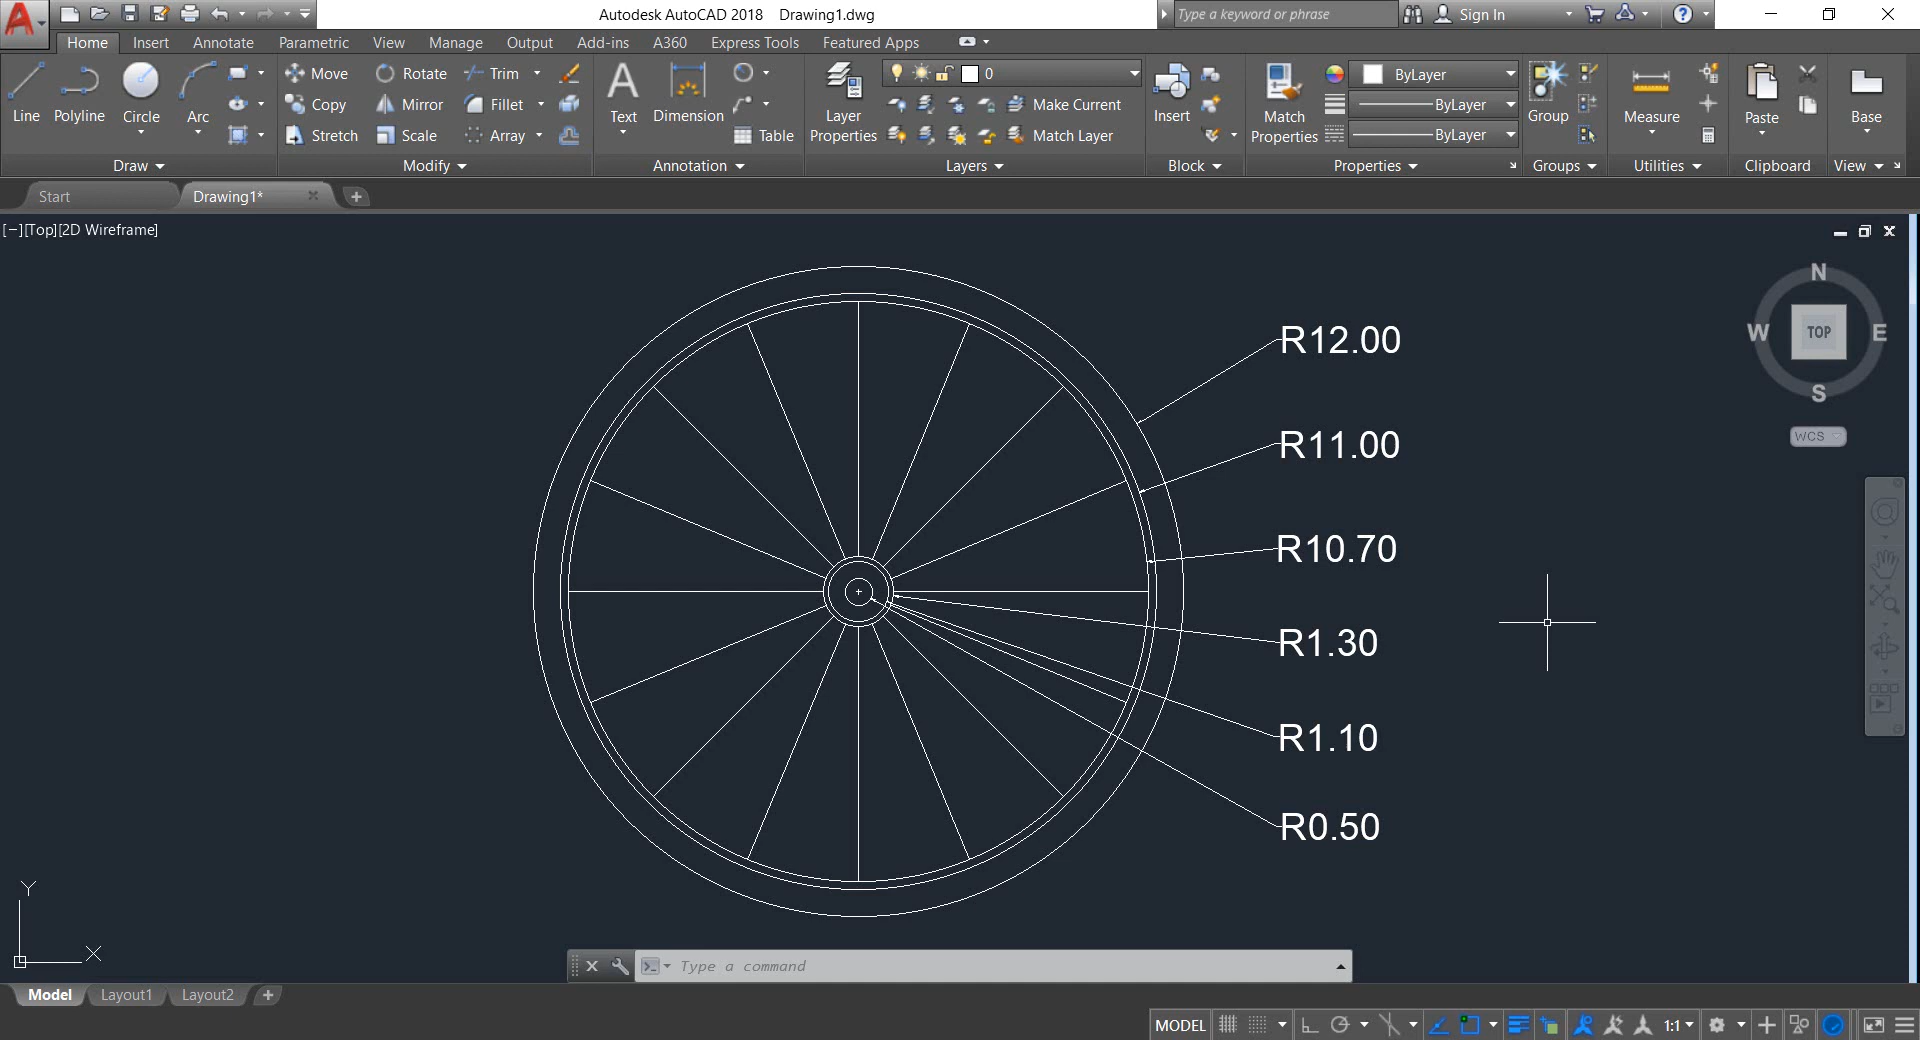 Autodesk AutoCAD 2018 Drawing1.dwg
Type a keyword or phrase
Sign In
Home Insert Annotate Parametric View Manage Output Add-ins A360 Express Tools Featured Apps
Line
Polyline
Circle
Arc
Draw
Move
Rotate
Trim
Copy
Mirror
Fillet
Stretch
Scale
Array
Modify
Text
Dimension
Table
Annotation
Layer
Properties
0
Make Current
Match Layer
Layers
Insert
Block
Match
Properties
ByLayer
ByLayer
ByLayer
Properties
Group
Groups
Measure
Utilities
Paste
Clipboard
Base
View
Start
Drawing1*
[−][Top][2D Wireframe]
N
W
TOP
E
S
WCS
R12.00
R11.00
R10.70
R1.30
R1.10
R0.50
Y
X
Type a command
Model Layout1 Layout2
MODEL
1:1